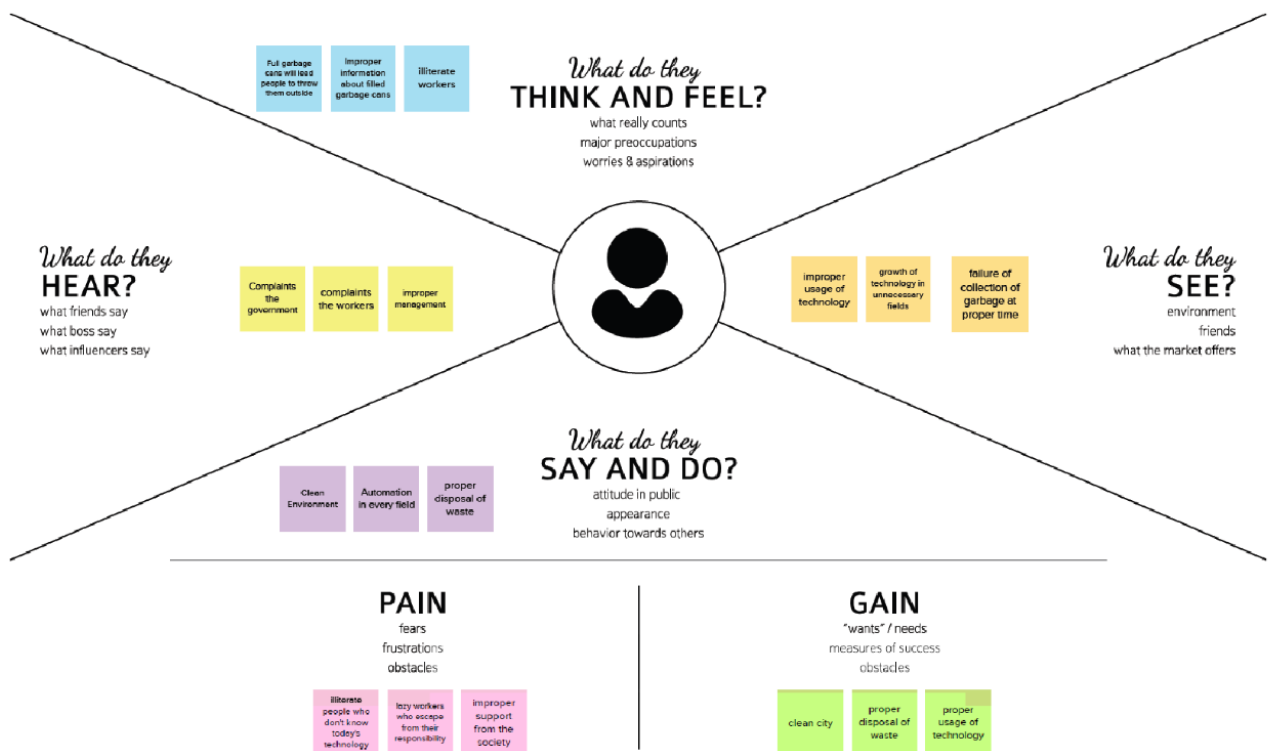 Full garbage
cans will lead
people to throw
them outside
Improper
information
about filled
garbage cans
illiterate
workers
What do they
THINK AND FEEL?
what really counts
major preoccupations
worries & aspirations
What do they
HEAR?
what friends say
what boss say
what influencers say
Complaints
the
government
complaints
the workers
improper
management
improper
usage of
technology
growth of
technology in
unnecessary
fields
failure of
collection of
garbage at
proper time
What do they
SEE?
environment
friends
what the market offers
What do they
SAY AND DO?
attitude in public
appearance
behavior towards others
Clean
Environment
Automation
in every field
proper
disposal of
waste
PAIN
fears
frustrations
obstacles
illiterate
people who
don't know
today's
technology
lazy workers
who escape
from their
responsibility
improper
support
from the
society
GAIN
"wants" / needs
measures of success
obstacles
clean city
proper
disposal of
waste
proper
usage of
technology